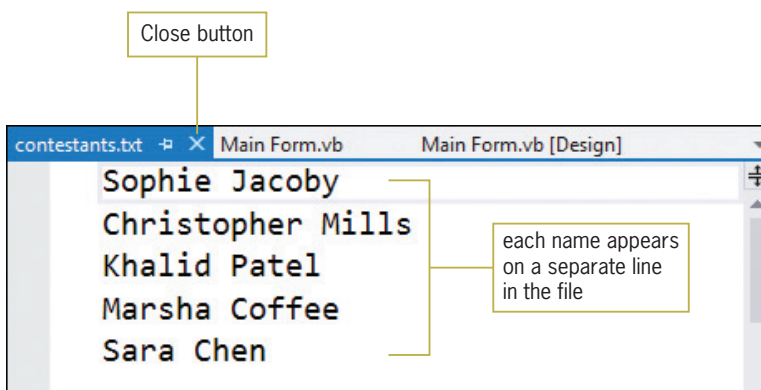 Close button
contestants.txt Main Form.vb Main Form.vb [Design]
Sophie Jacoby
Christopher Mills
Khalid Patel
Marsha Coffee
Sara Chen
each name appears
on a separate line
in the file